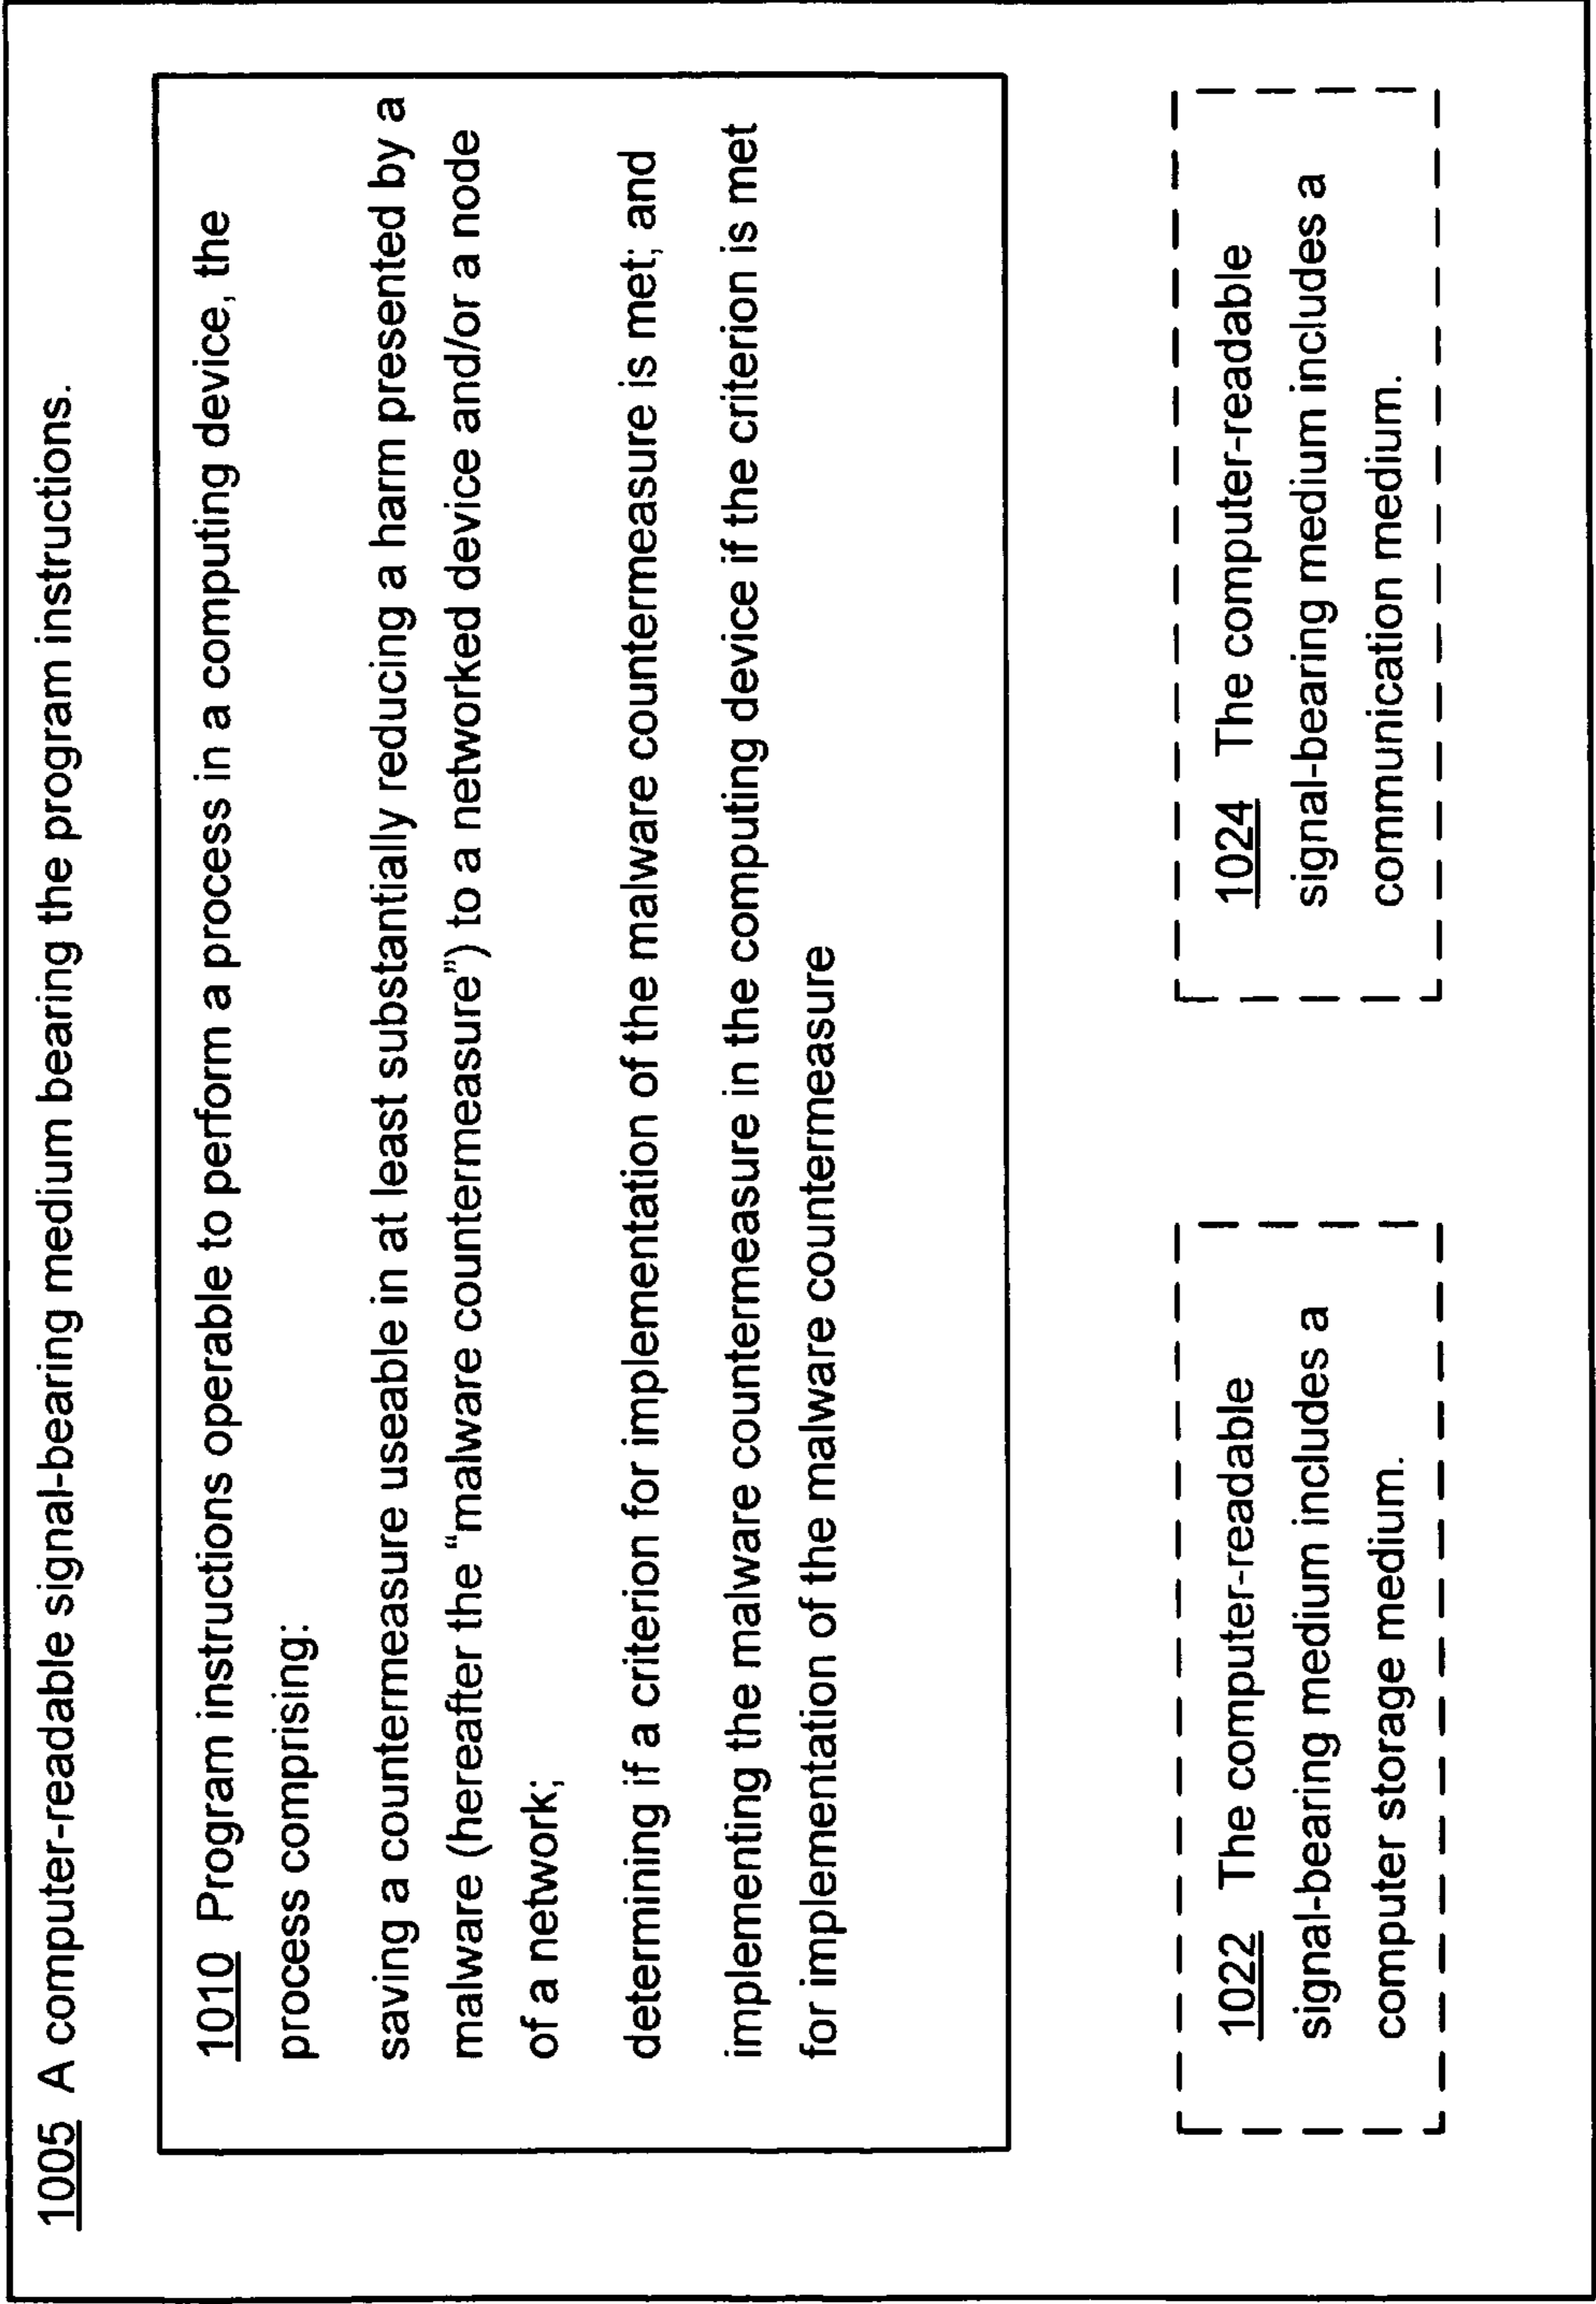 1005 A computer-readable signal-bearing medium bearing the program instructions.
1010 Program instructions operable to perform a process in a computing device, the
process comprising:
saving a countermeasure useable in at least substantially reducing a harm presented by a
malware (hereafter the “malware countermeasure”) to a networked device and/or a node
of a network;
determining if a criterion for implementation of the malware countermeasure is met; and
implementing the malware countermeasure in the computing device if the criterion is met
for implementation of the malware countermeasure
1022 The computer-readable
signal-bearing medium includes a
computer storage medium.
1024 The computer-readable
signal-bearing medium includes a
communication medium.